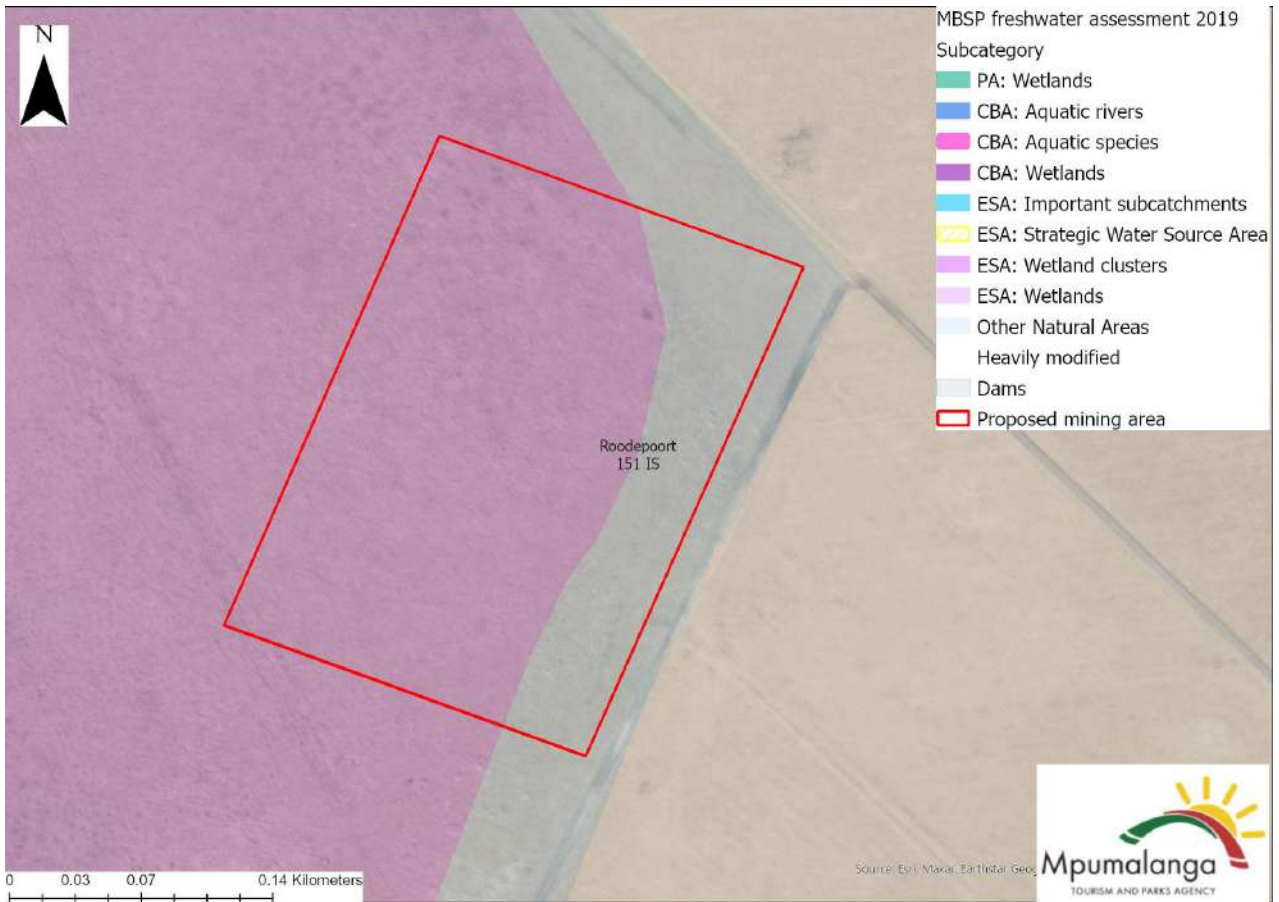 N
MBSP freshwater assessment 2019
Subcategory
PA: Wetlands
CBA: Aquatic rivers
CBA: Aquatic species
CBA: Wetlands
ESA: Important subcatchments
ESA: Strategic Water Source Area
ESA: Wetland clusters
ESA: Wetlands
Other Natural Areas
Heavily modified
Dams
Proposed mining area
Roodepoort
151 IS
0 0.03 0.07 0.14 Kilometers
Source: Esri, Maxar, Earthstar Geog
Mpumalanga
TOURISM AND PARKS AGENCY